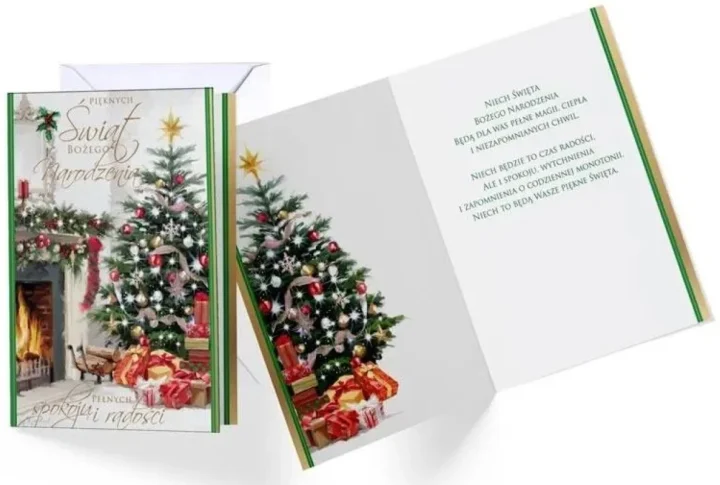 PIĘKNYCH
Świąt
BOŻEGO
Narodzenia
PEŁNYCH
spokoju i radości
NIECH ŚWIĘTA
BOŻEGO NARODZENIA
BĘDĄ DLA WAS PEŁNE MAGII, CIEPŁA
I NIEZAPOMNIANYCH CHWIL.
NIECH BĘDZIE TO CZAS RADOŚCI,
ALE I SPOKOJU, WYTCHNIENIA
I ZAPOMNIENIA O CODZIENNEJ MONOTONII.
NIECH TO BĘDĄ WASZE PIĘKNE ŚWIĘTA.